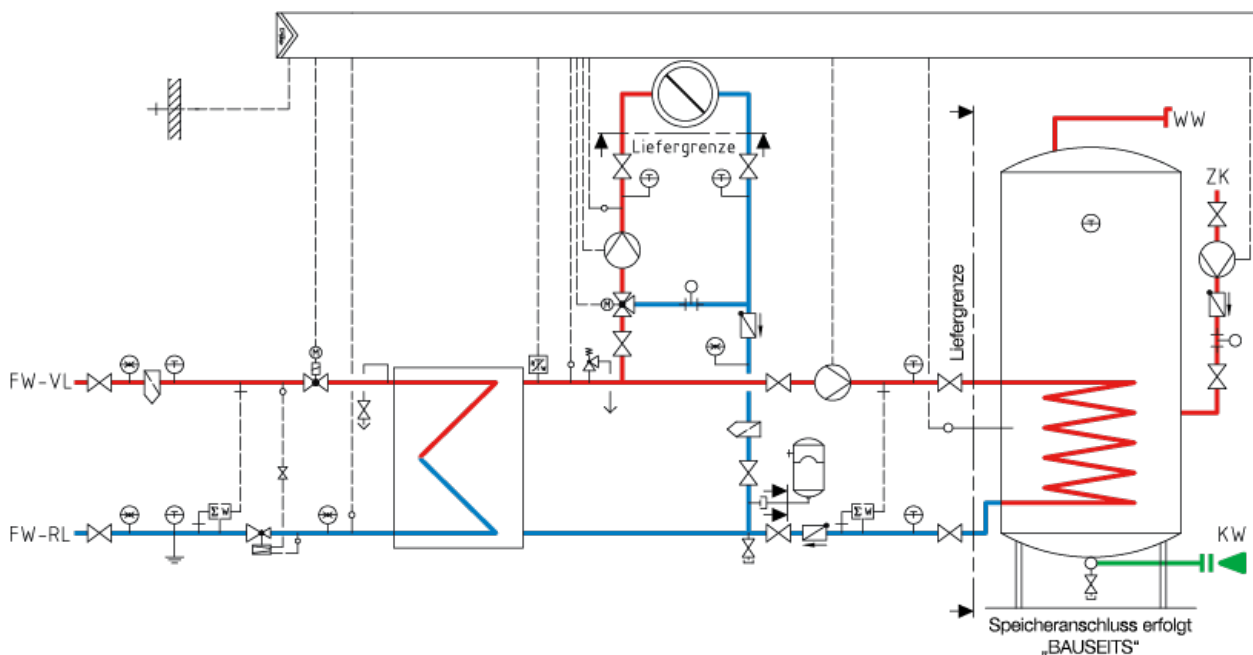 Liefergrenze
WW
ZK
T
T
T
Liefergrenze
M
M
W
FW-VL
T
T
FW-RL
T
Σ W
Σ W
T
KW
Speicheranschluss erfolgt
„BAUSEITS“